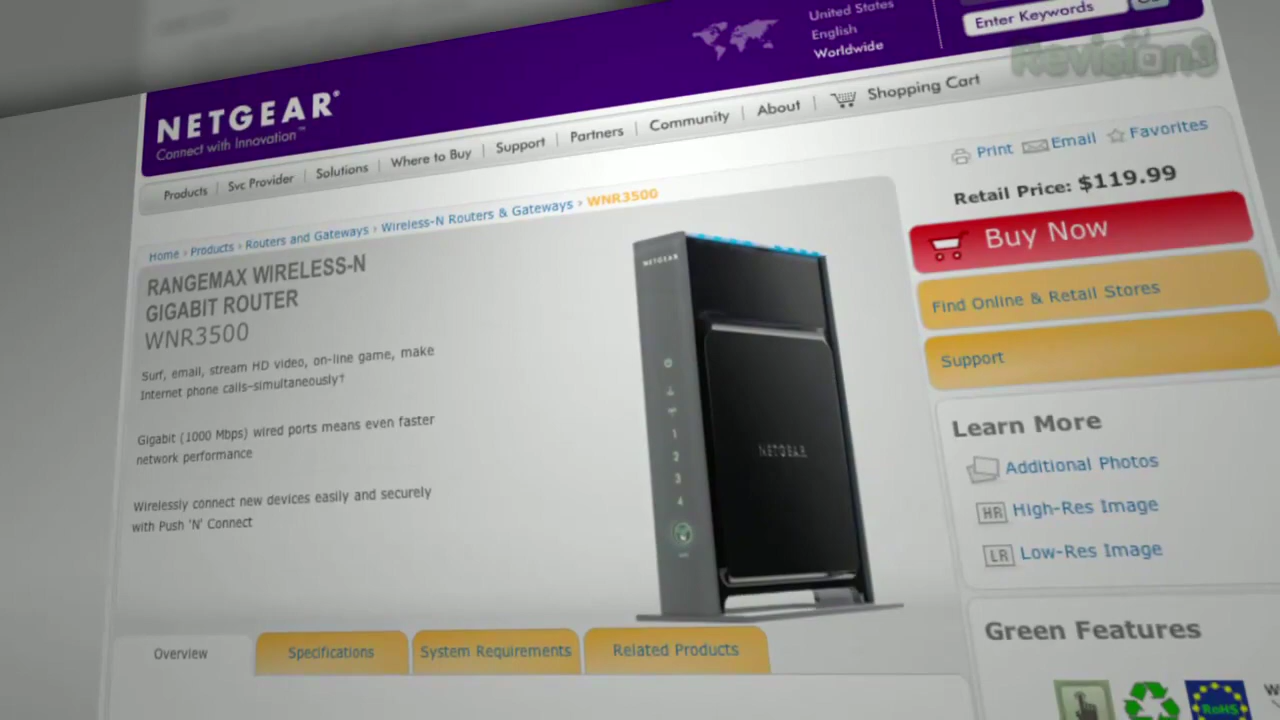 United States
English
Worldwide
Enter Keywords
Revision3
NETGEAR®
Connect with Innovation™
Products | Svc Provider | Solutions | Where to Buy | Support | Partners | Community | About | Shopping Cart
Print Email Favorites
Home › Products › Routers and Gateways › Wireless-N Routers & Gateways › WNR3500
Retail Price: $119.99
Buy Now
Find Online & Retail Stores
Support
RANGEMAX WIRELESS-N
GIGABIT ROUTER
WNR3500
Surf, email, stream HD video, on-line game, make
Internet phone calls–simultaneously†
Gigabit (1000 Mbps) wired ports means even faster
network performance
Wirelessly connect new devices easily and securely
with Push 'N' Connect
NETGEAR
1
2
3
4
NETGEAR
Learn More
Additional Photos
HR High-Res Image
LR Low-Res Image
Green Features
RoHS
Overview
Specifications
System Requirements
Related Products